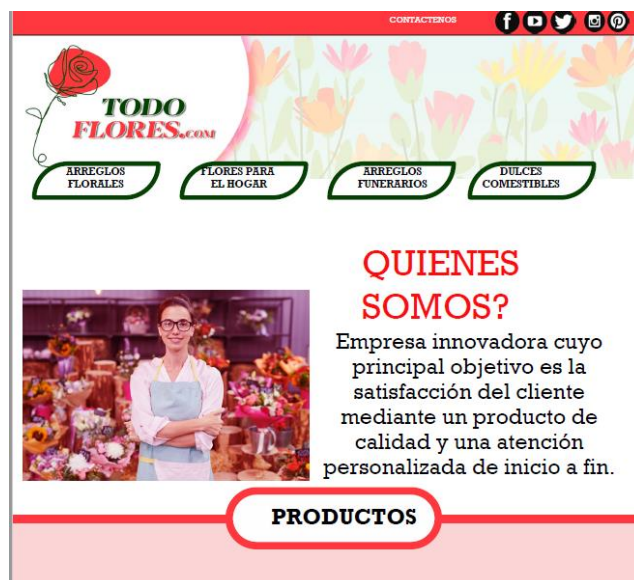 CONTACTENOS
TODO
FLORES.COM
ARREGLOS
FLORALES
FLORES PARA
EL HOGAR
ARREGLOS
FUNERARIOS
DULCES
COMESTIBLES
QUIENES
SOMOS?
Empresa innovadora cuyo
principal objetivo es la
satisfacción del cliente
mediante un producto de
calidad y una atención
personalizada de inicio a fin.
PRODUCTOS